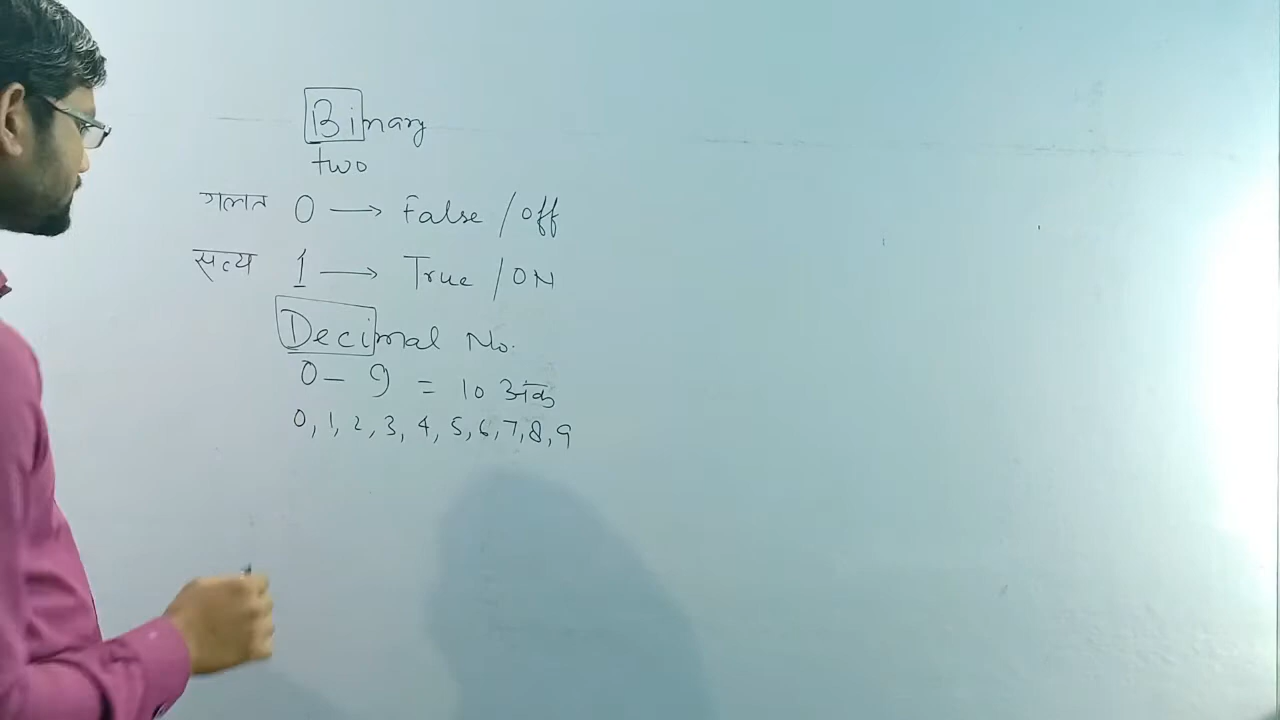 Binary
two
गलत 0 → False / Off
सत्य 1 → True / ON
Decimal No.
0 - 9 = 10 अंक
0, 1, 2, 3, 4, 5, 6, 7, 8, 9